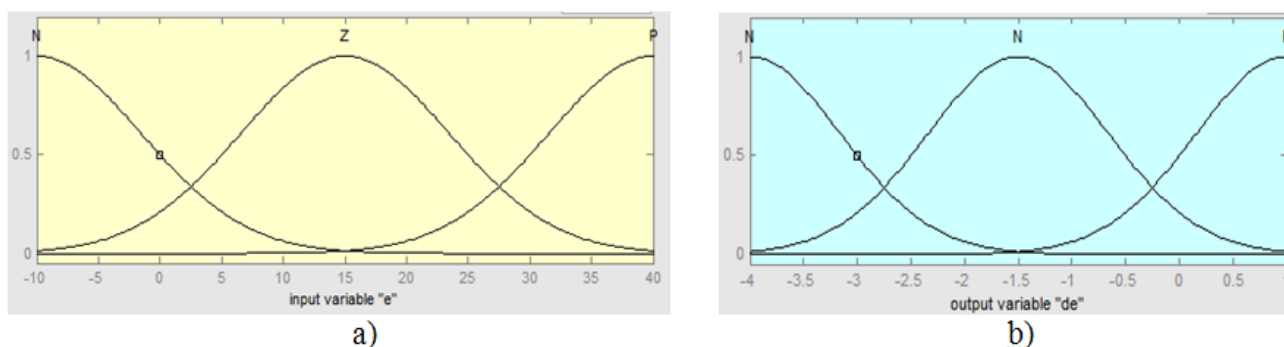 N Z P
1
0.5
0
-10 -5 0 5 10 15 20 25 30 35 40
input variable "e"
a)
N N
1
0.5
0
-4 -3.5 -3 -2.5 -2 -1.5 -1 -0.5 0 0.5
output variable "de"
b)